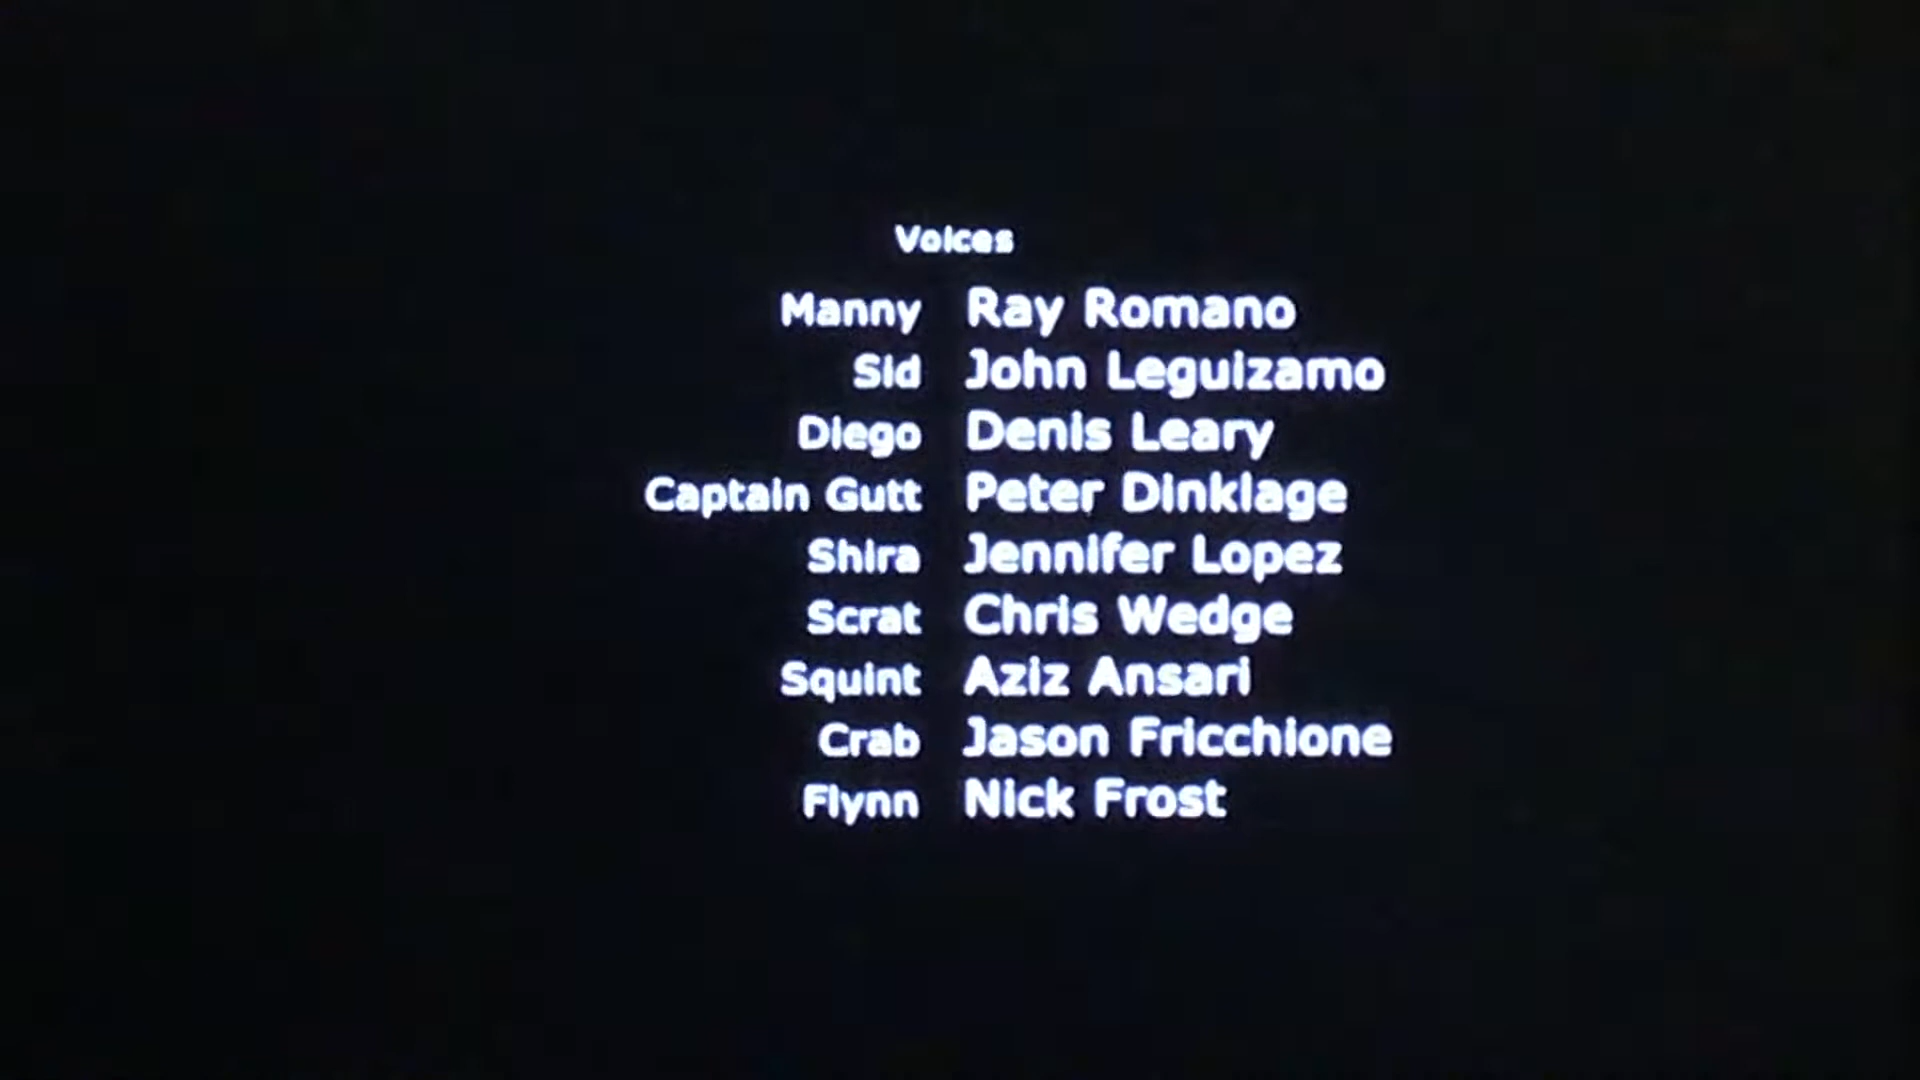 Voices
Manny Ray Romano
Sid John Leguizamo
Diego Denis Leary
Captain Gutt Peter Dinklage
Shira Jennifer Lopez
Scrat Chris Wedge
Squint Aziz Ansari
Crab Jason Fricchione
Flynn Nick Frost